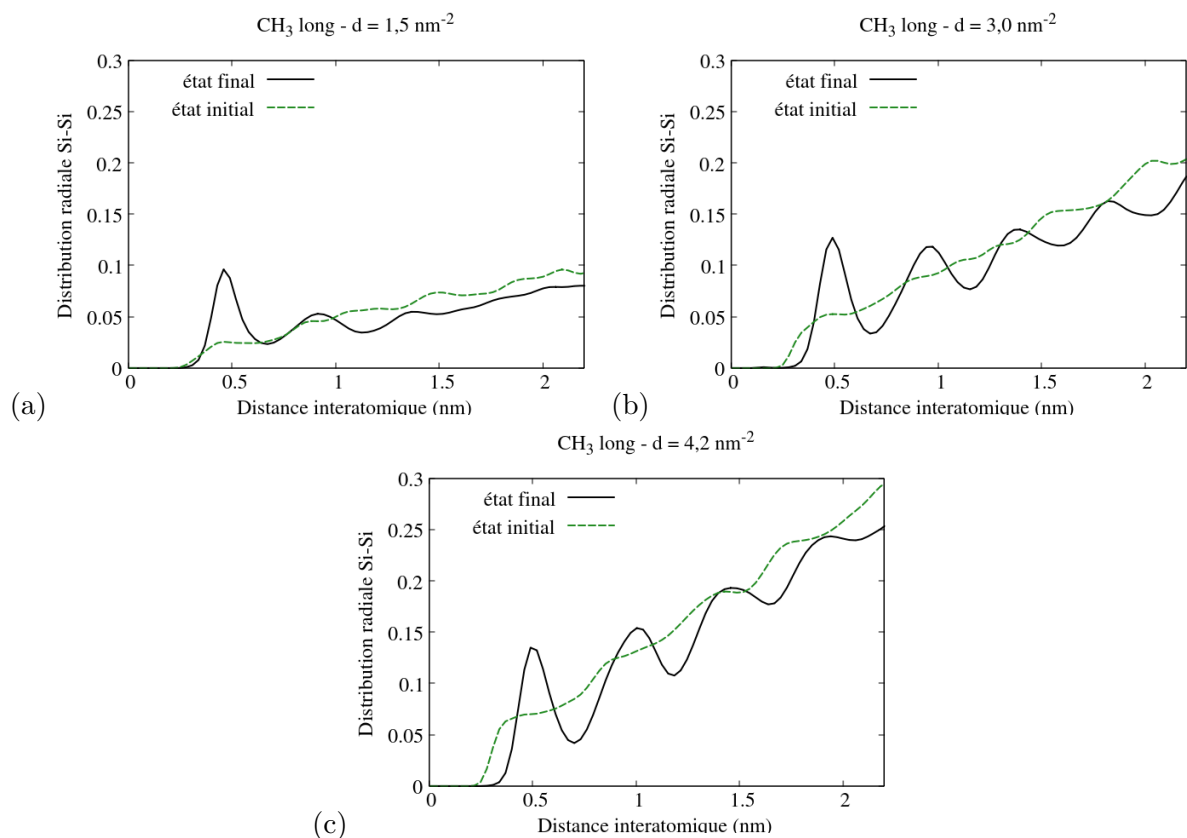 CH₃ long - d = 1,5 nm⁻²
Distribution radiale Si-Si
0.3
0.25
0.2
0.15
0.1
0.05
0
état final
état initial
0 0.5 1 1.5 2
Distance interatomique (nm)
(a)
CH₃ long - d = 3,0 nm⁻²
Distribution radiale Si-Si
0.3
0.25
0.2
0.15
0.1
0.05
0
état final
état initial
0 0.5 1 1.5 2
Distance interatomique (nm)
(b)
CH₃ long - d = 4,2 nm⁻²
Distribution radiale Si-Si
0.3
0.25
0.2
0.15
0.1
0.05
0
état final
état initial
0 0.5 1 1.5 2
Distance interatomique (nm)
(c)